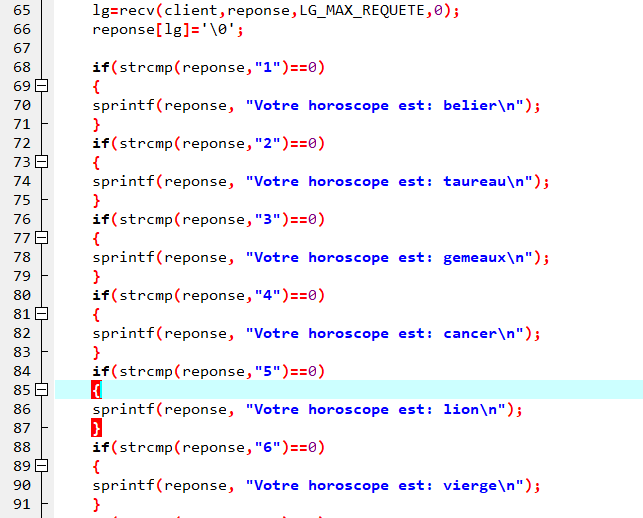 65 lg=recv(client,reponse,LG_MAX_REQUETE,0);
66 reponse[lg]='\0';
67
68 if(strcmp(reponse,"1")==0)
69 {
70 sprintf(reponse, "Votre horoscope est: belier\n");
71 }
72 if(strcmp(reponse,"2")==0)
73 {
74 sprintf(reponse, "Votre horoscope est: taureau\n");
75 }
76 if(strcmp(reponse,"3")==0)
77 {
78 sprintf(reponse, "Votre horoscope est: gemeaux\n");
79 }
80 if(strcmp(reponse,"4")==0)
81 {
82 sprintf(reponse, "Votre horoscope est: cancer\n");
83 }
84 if(strcmp(reponse,"5")==0)
85 {
86 sprintf(reponse, "Votre horoscope est: lion\n");
87 }
88 if(strcmp(reponse,"6")==0)
89 {
90 sprintf(reponse, "Votre horoscope est: vierge\n");
91 }